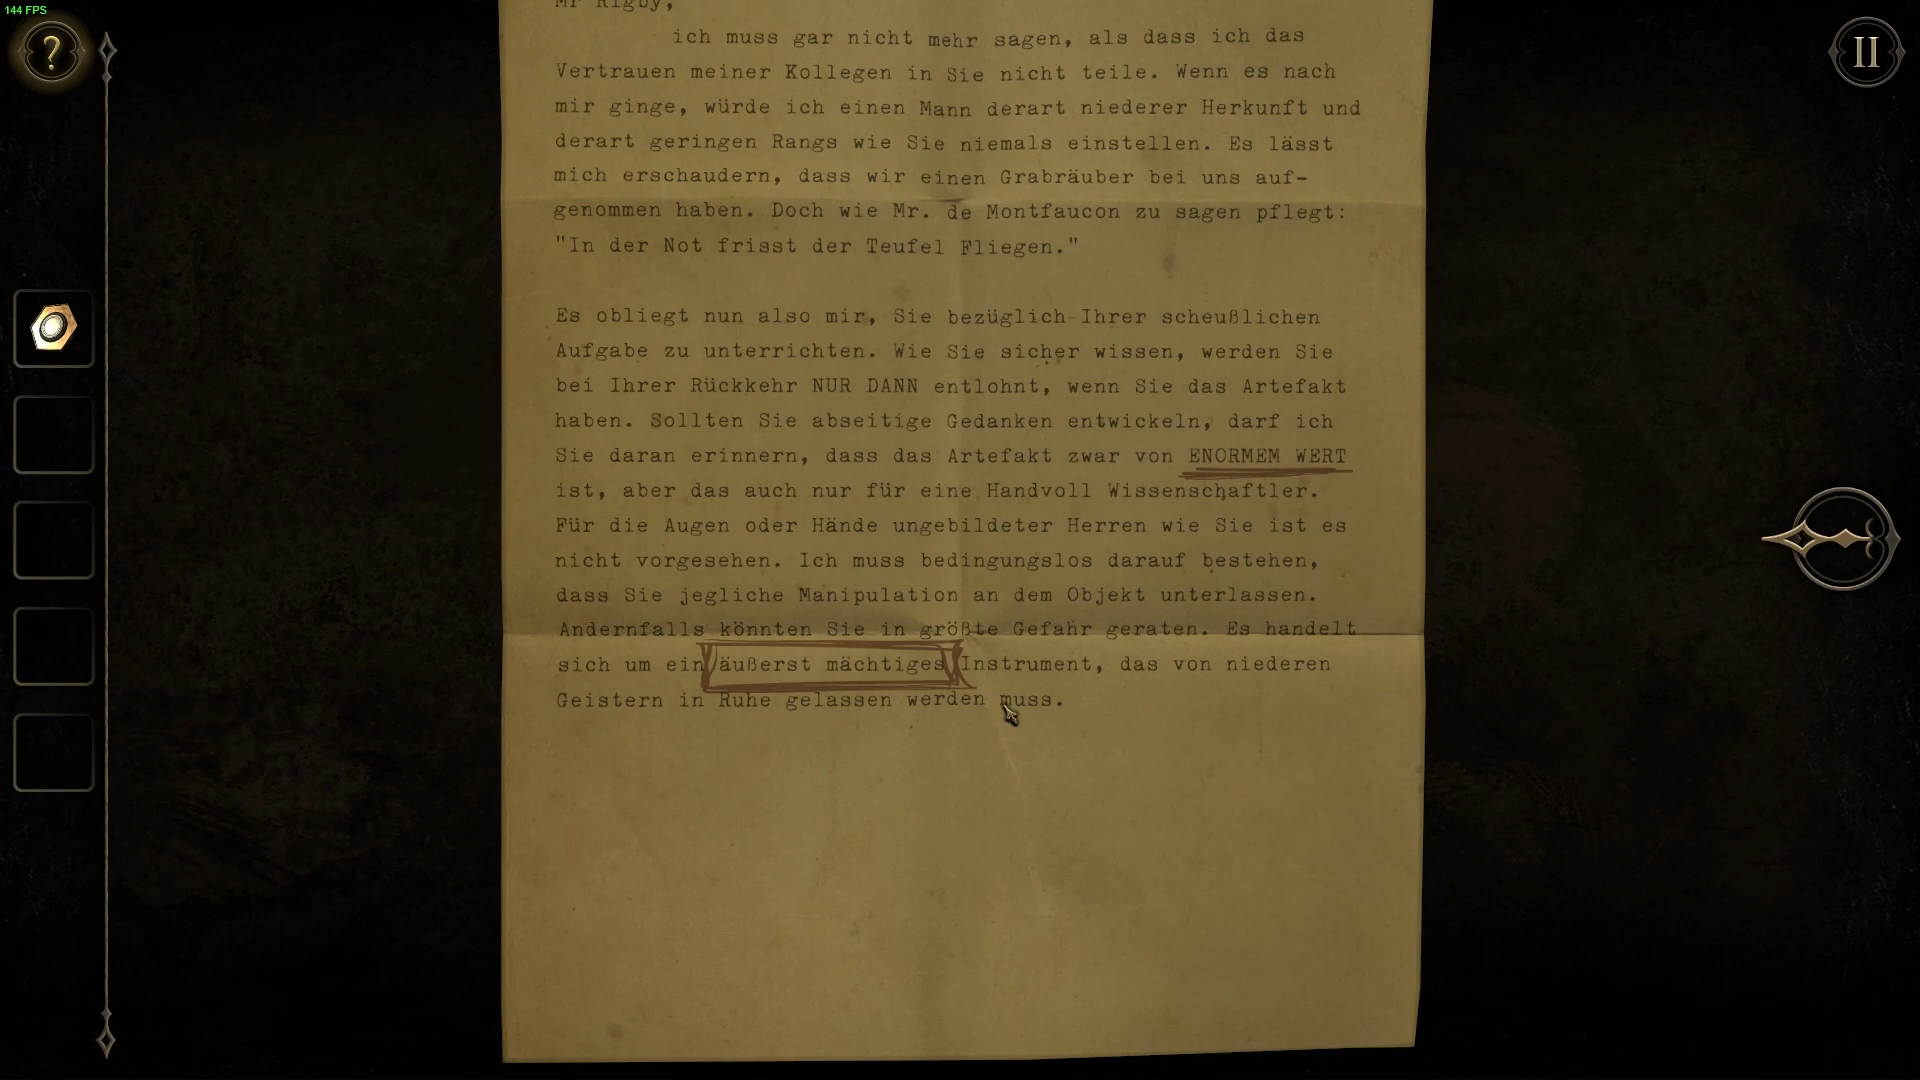 144 FPS
Mr Rigby,
ich muss gar nicht mehr sagen, als dass ich das
Vertrauen meiner Kollegen in Sie nicht teile. Wenn es nach
mir ginge, würde ich einen Mann derart niederer Herkunft und
derart geringen Rangs wie Sie niemals einstellen. Es lässt
mich erschaudern, dass wir einen Grabräuber bei uns auf-
genommen haben. Doch wie Mr. de Montfaucon zu sagen pflegt:
"In der Not frisst der Teufel Fliegen."
Es obliegt nun also mir, Sie bezüglich Ihrer scheußlichen
Aufgabe zu unterrichten. Wie Sie sicher wissen, werden Sie
bei Ihrer Rückkehr NUR DANN entlohnt, wenn Sie das Artefakt
haben. Sollten Sie abseitige Gedanken entwickeln, darf ich
Sie daran erinnern, dass das Artefakt zwar von ENORMEM WERT
ist, aber das auch nur für eine Handvoll Wissenschaftler.
Für die Augen oder Hände ungebildeter Herren wie Sie ist es
nicht vorgesehen. Ich muss bedingungslos darauf bestehen,
dass Sie jegliche Manipulation an dem Objekt unterlassen.
Andernfalls könnten Sie in größte Gefahr geraten. Es handelt
sich um ein äußerst mächtiges Instrument, das von niederen
Geistern in Ruhe gelassen werden muss.
?